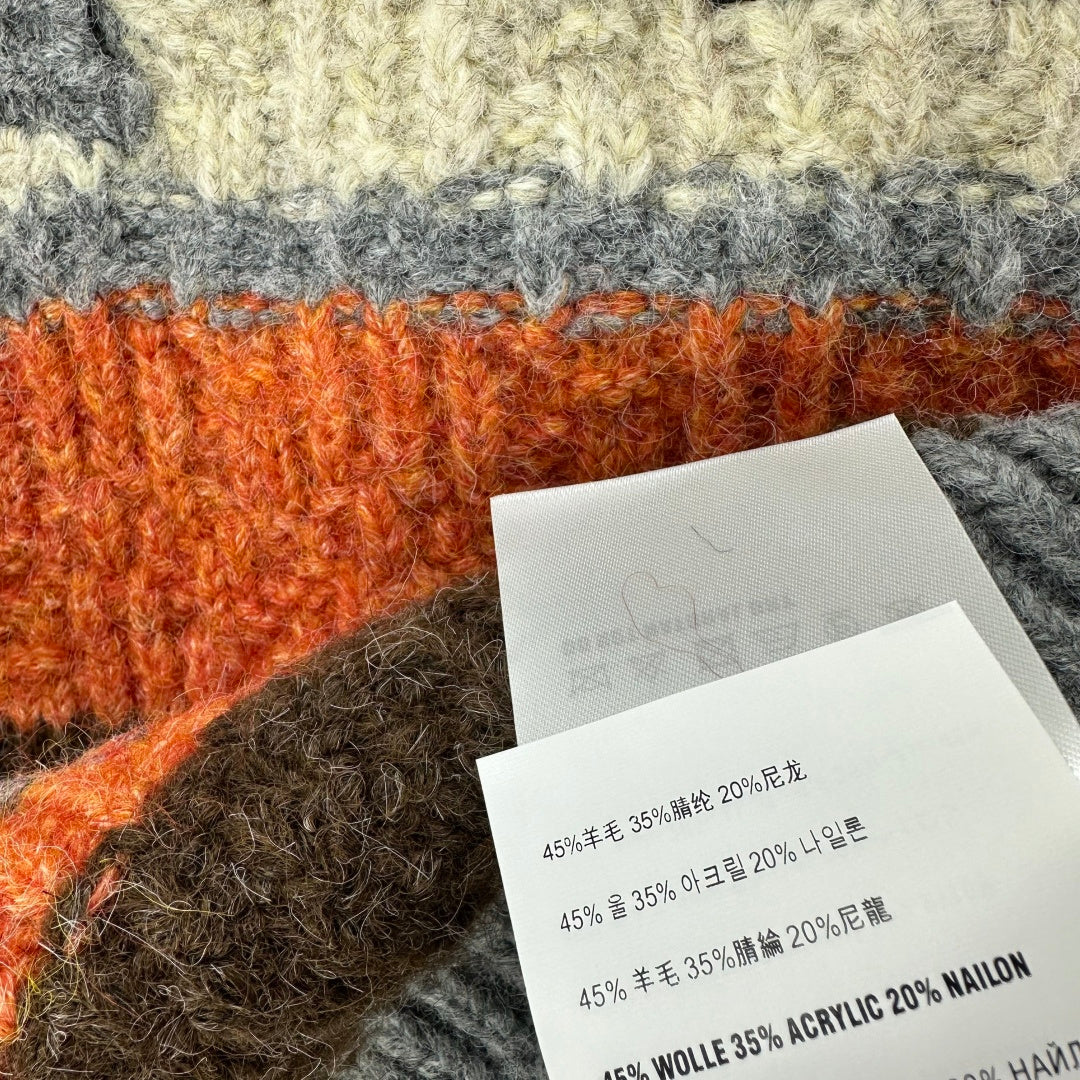 45%羊毛 35%腈纶 20%尼龙
45% 울 35% 아크릴 20% 나일론
45% 羊毛 35%腈綸 20%尼龍
45% WOLLE 35% ACRYLIC 20% NAILON